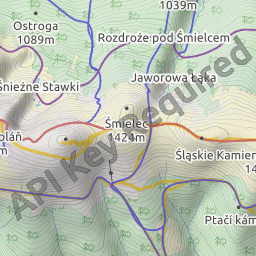 1039m
Ostroga
1089m
Rozdroże pod Śmielcem
Jaworowa Łąka
Śnieżne Stawki
Śmielec
1424m
Śląskie Kamien
14
Ptačí kám
API Key Required